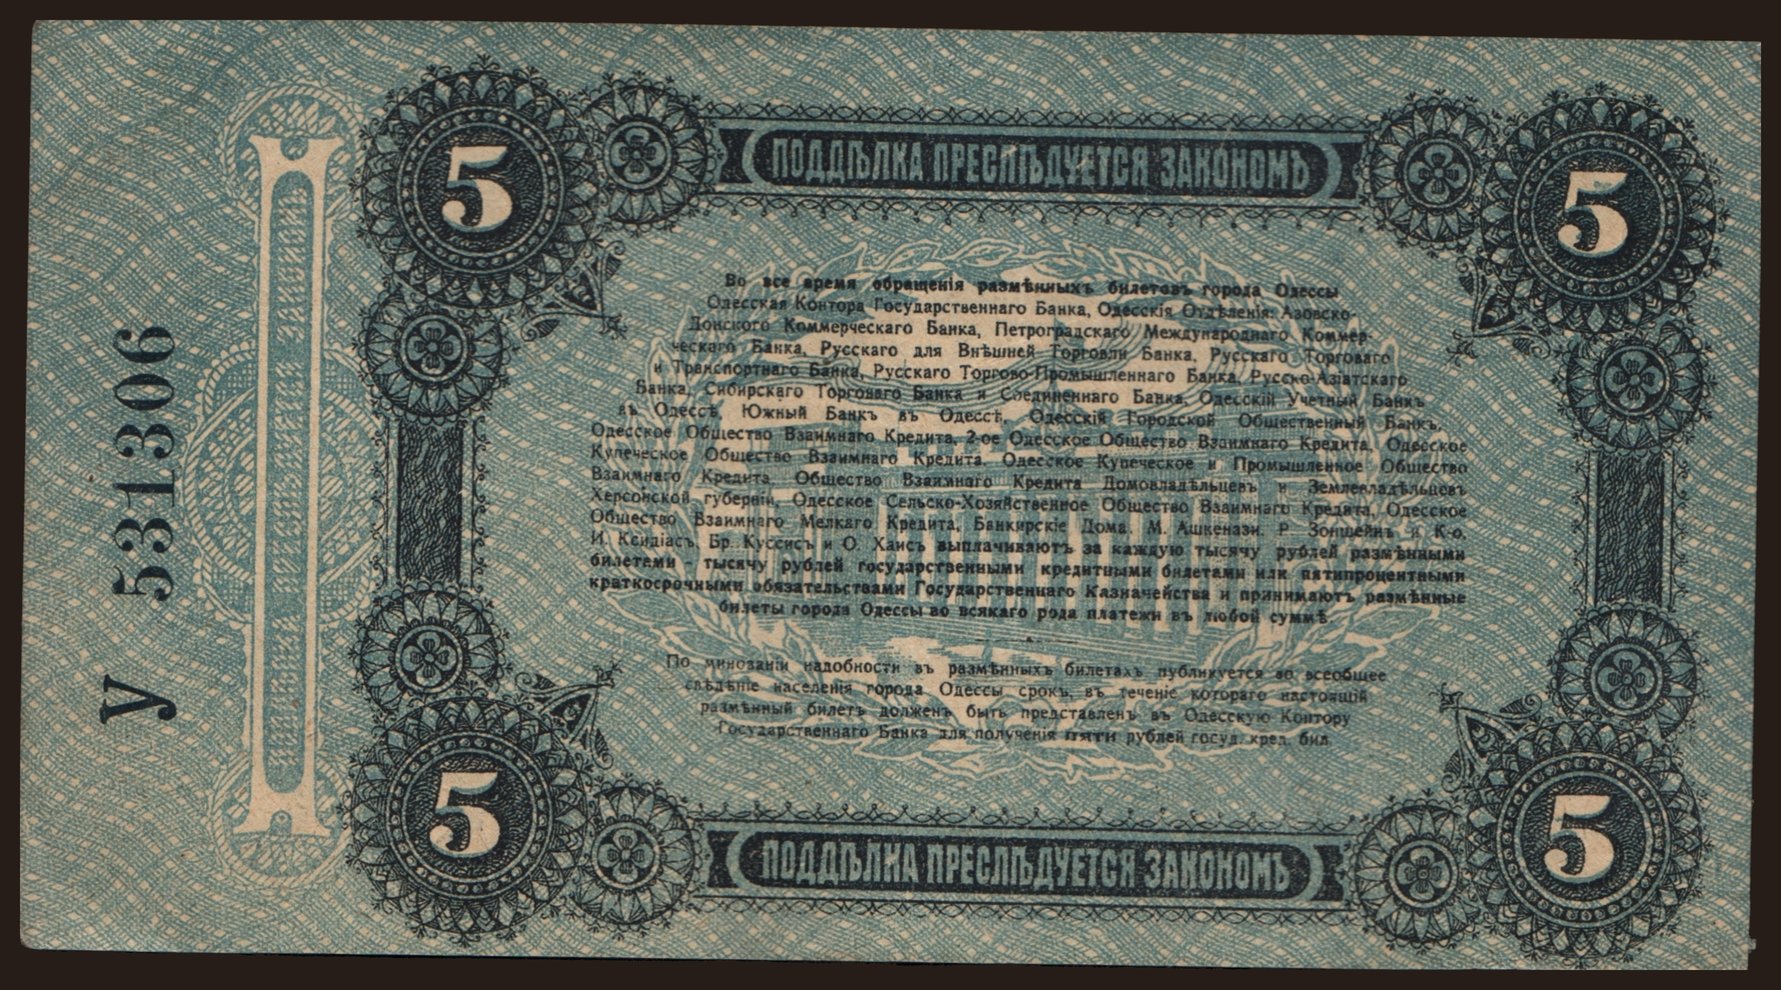 5 ПОДДѢЛКА ПРЕСЛѢДУЕТСЯ ЗАКОНОМЪ 5
Во все время обращенія размѣнныхъ билетовъ города Одессы
Одесская Контора Государственнаго Банка, Одесскія Отдѣленія: Азовско-
Донского Коммерческаго Банка, Петроградскаго Международнаго Коммер-
ческаго Банка, Русскаго для Внѣшней Торговли Банка, Русскаго Торговаго
и Транспортнаго Банка, Русскаго Торгово-Промышленнаго Банка, Русско-Азіатскаго
Банка, Сибирскаго Торговаго Банка и Соединеннаго Банка, Одесскій Учетный Банкъ
въ Одессѣ, Южный Банкъ въ Одессѣ, Одесскій Городской Общественный Банкъ,
Одесское Общество Взаимнаго Кредита, 2-ое Одесское Общество Взаимнаго Кредита, Одесское
Купеческое Общество Взаимнаго Кредита, Одесское Купеческое и Промышленное Общество
Взаимнаго Кредита, Общество Взаимнаго Кредита Домовладѣльцевъ и Землевладѣльцевъ
Херсонской губерніи, Одесское Сельско-Хозяйственное Общество Взаимнаго Кредита, Одесское
Общество Взаимнаго Мелкаго Кредита, Банкирскіе Дома: М. Ашкенази, Р. Зонштейнъ и К-о,
И. Ксидіасъ, Бр. Куссисъ и О. Хаисъ выплачиваютъ за каждую тысячу рублей размѣнными
билетами - тысячу рублей государственными кредитными билетами или пятипроцентными
краткосрочными обязательствами Государственнаго Казначейства и принимаютъ размѣнные
билеты города Одессы во всякаго рода платежи въ любой суммѣ.
По минованіи надобности въ размѣнныхъ билетахъ публикуется во всеобщее
свѣдѣніе населенія города Одессы срокъ, въ теченіе котораго настоящій
размѣнный билетъ долженъ быть представленъ въ Одесскую Контору
Государственнаго Банка для полученія пяти рублей госуд. кред. бил.
5 ПОДДѢЛКА ПРЕСЛѢДУЕТСЯ ЗАКОНОМЪ 5
У 531306